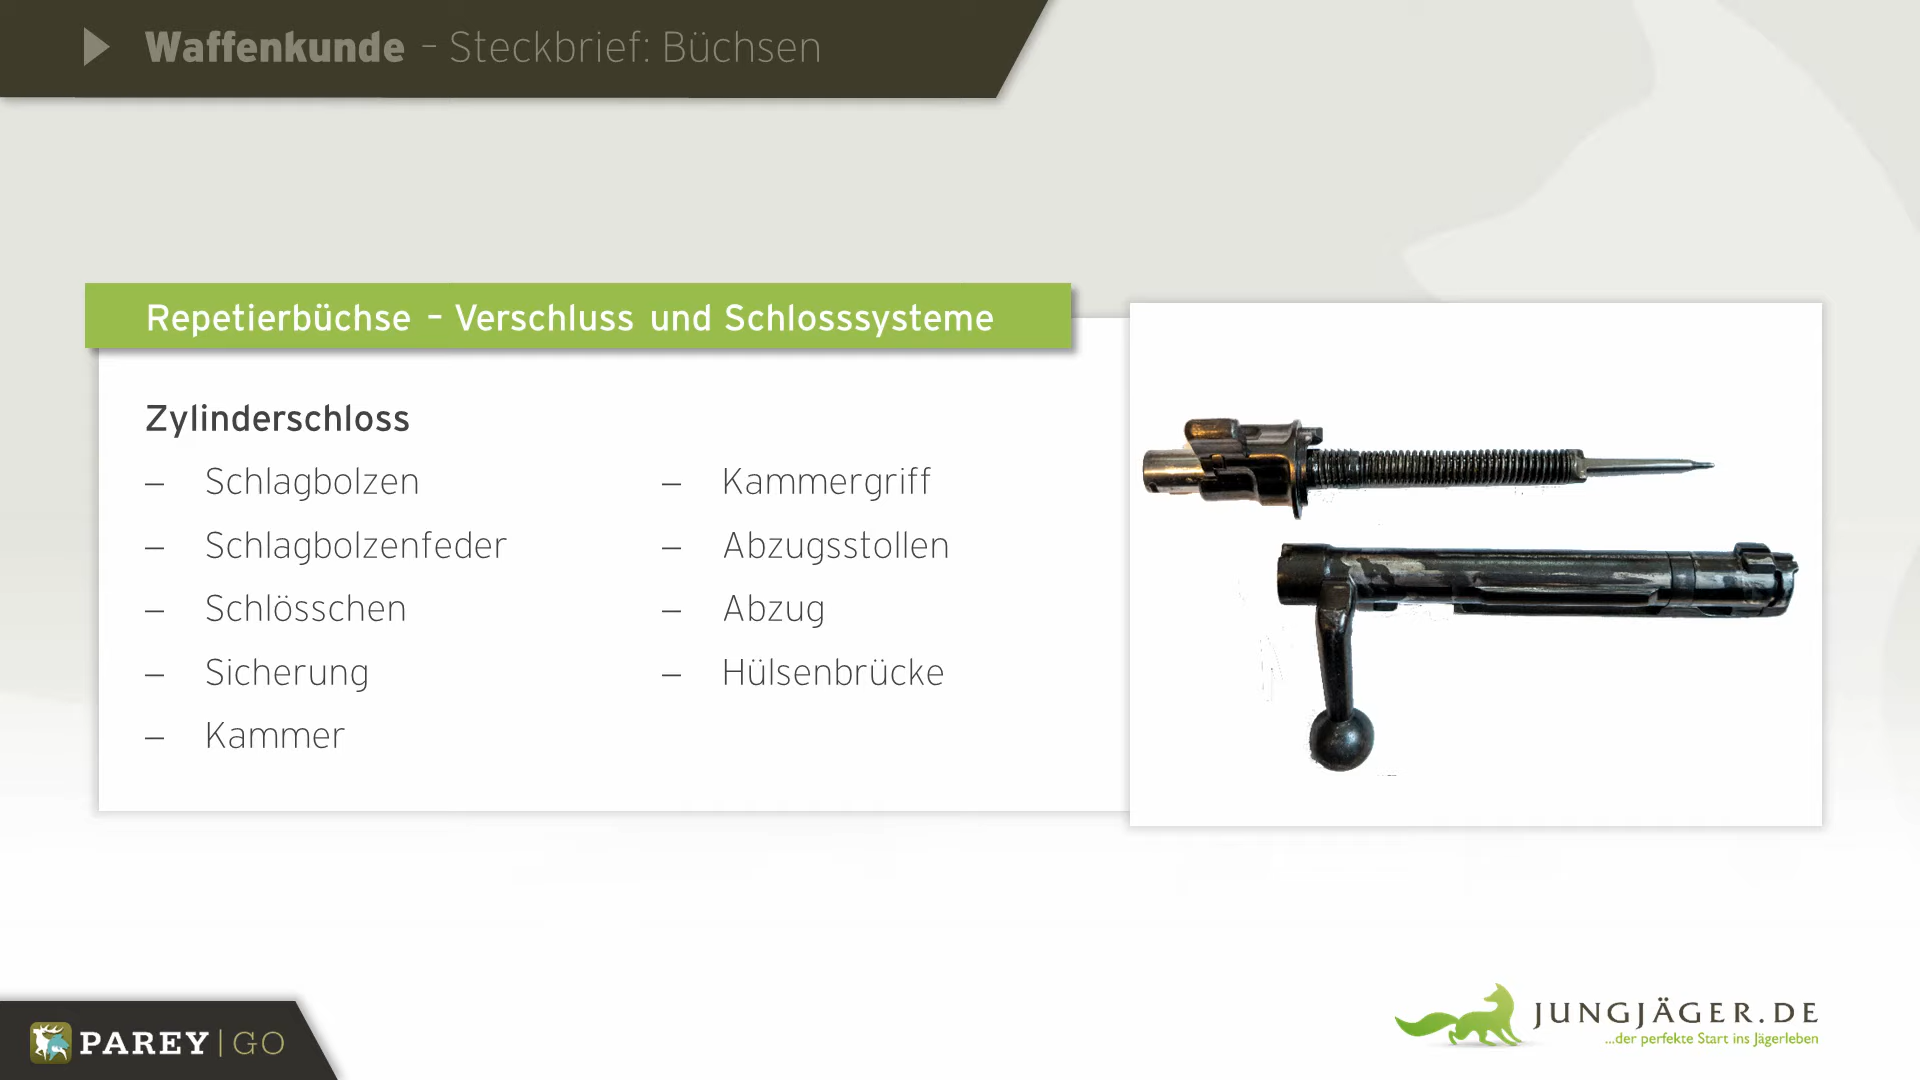 Waffenkunde – Steckbrief: Büchsen
Repetierbüchse – Verschluss und Schlosssysteme
Zylinderschloss
– Schlagbolzen
– Schlagbolzenfeder
– Schlösschen
– Sicherung
– Kammer
– Kammergriff
– Abzugsstollen
– Abzug
– Hülsenbrücke
PAREY|GO
JUNGJÄGER.DE
...der perfekte Start ins Jägerleben